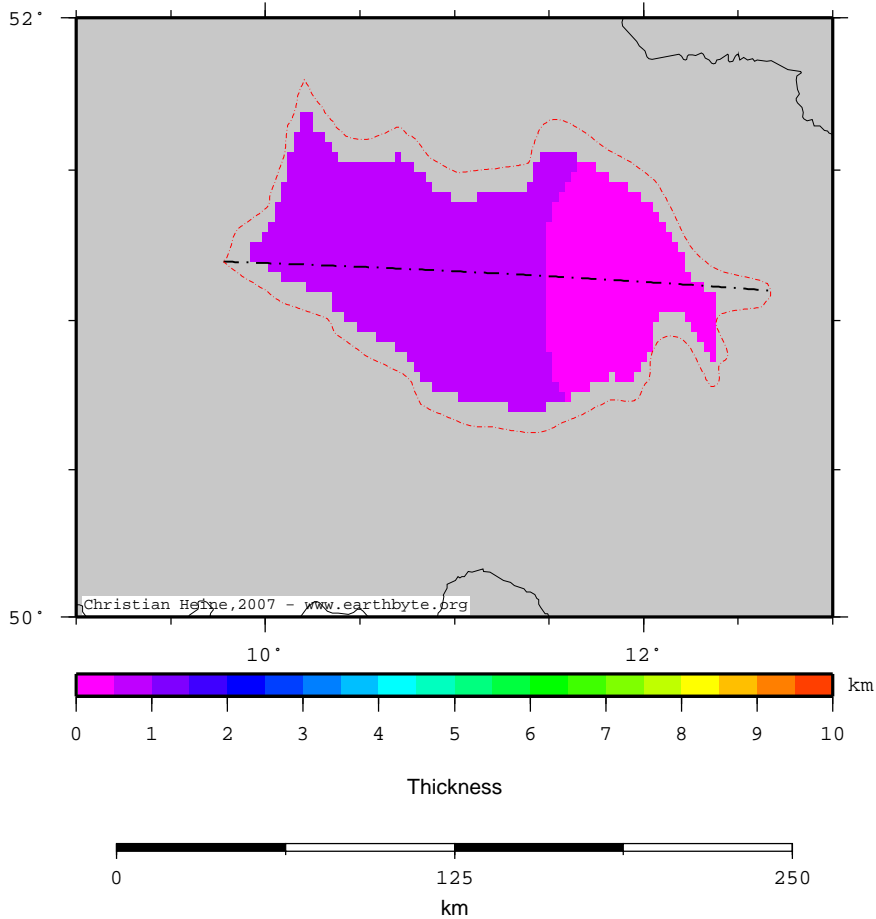 52°
50°
Christian Heine,2007 - www.earthbyte.org
10° 12°
km
0 1 2 3 4 5 6 7 8 9 10
Thickness
0 125 250
km